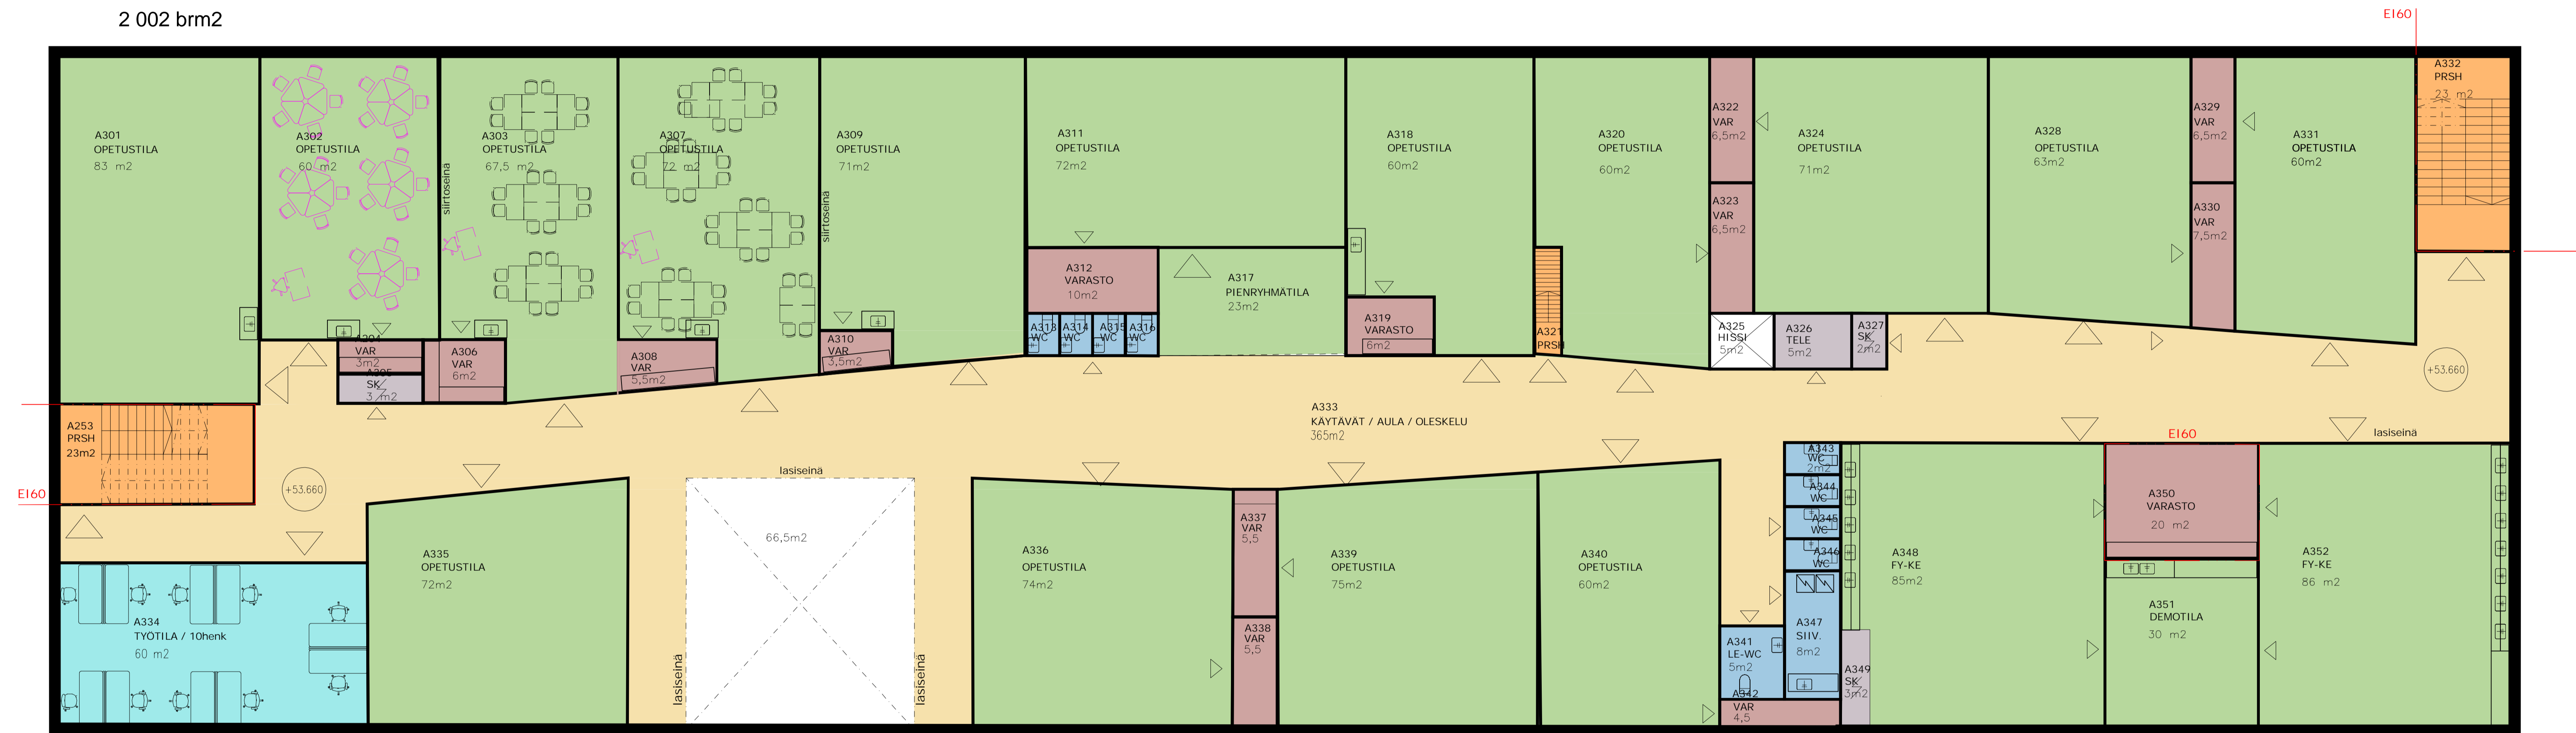 2 002 brm2
EI60
A301
OPETUSTILA
83 m2
A302
OPETUSTILA
60 m2
A303
OPETUSTILA
67,5 m2
siirtoseinä
A307
OPETUSTILA
72 m2
siirtoseinä
A309
OPETUSTILA
71m2
A311
OPETUSTILA
72m2
A318
OPETUSTILA
60m2
A320
OPETUSTILA
60m2
A322
VAR
6,5m2
A323
VAR
6,5m2
A324
OPETUSTILA
71m2
A328
OPETUSTILA
63m2
A329
VAR
6,5m2
A330
VAR
7,5m2
A331
OPETUSTILA
60m2
A332
PRSH
23 m2
A312
VARASTO
10m2
A317
PIENRYHMÄTILA
23m2
A313
WC
A314
WC
A315
WC
A316
WC
A319
VARASTO
6m2
A321
PRSH
A325
HISSI
5m2
A326
TELE
5m2
A327
SK
2m2
VAR
3m2
SK
3 m2
A306
VAR
6m2
A308
VAR
5,5m2
A310
VAR
3,5m2
A253
PRSH
23m2
EI60
+53.660
A333
KÄYTÄVÄT / AULA / OLESKELU
365m2
+53.660
lasiseinä
EI60
lasiseinä
66,5m2
lasiseinä
lasiseinä
A334
TYÖTILA / 10henk
60 m2
A335
OPETUSTILA
72m2
A336
OPETUSTILA
74m2
A337
VAR
5,5
A338
VAR
5,5
A339
OPETUSTILA
75m2
A340
OPETUSTILA
60m2
A341
LE-WC
5m2
A342
VAR
4,5
A343
WC
2m2
A344
WC
A345
WC
A346
WC
A347
SIIV.
8m2
A348
FY-KE
85m2
A349
SK
3m2
A350
VARASTO
20 m2
A351
DEMOTILA
30 m2
A352
FY-KE
86 m2